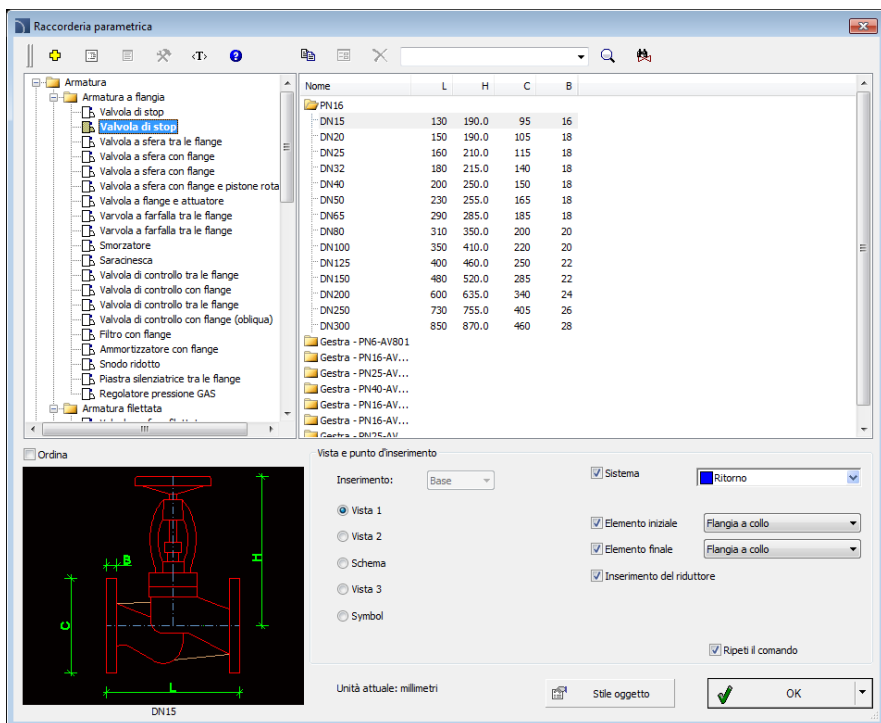 Raccorderia parametrica
‹T›
Armatura
Armatura a flangia
Valvola di stop
Valvola di stop
Valvola a sfera tra le flange
Valvola a sfera con flange
Valvola a sfera con flange
Valvola a sfera con flange e pistone rota
Valvola a flange e attuatore
Varvola a farfalla tra le flange
Varvola a farfalla tra le flange
Smorzatore
Saracinesca
Valvola di controllo tra le flange
Valvola di controllo con flange
Valvola di controllo tra le flange
Valvola di controllo con flange (obliqua)
Filtro con flange
Ammortizzatore con flange
Snodo ridotto
Piastra silenziatrice tra le flange
Regolatore pressione GAS
Armatura filettata
Nome L H C B
PN16
DN15 130 190.0 95 16
DN20 150 190.0 105 18
DN25 160 210.0 115 18
DN32 180 215.0 140 18
DN40 200 250.0 150 18
DN50 230 255.0 165 18
DN65 290 285.0 185 18
DN80 310 350.0 200 20
DN100 350 410.0 220 20
DN125 400 460.0 250 22
DN150 480 520.0 285 22
DN200 600 635.0 340 24
DN250 730 755.0 405 26
DN300 850 870.0 460 28
Gestra - PN6-AV801
Gestra - PN16-AV...
Gestra - PN25-AV...
Gestra - PN40-AV...
Gestra - PN16-AV...
Gestra - PN16-AV...
Gestra - PN25-AV
Ordina
B
H
C
L
DN15
Vista e punto d'inserimento
Inserimento: Base
Vista 1
Vista 2
Schema
Vista 3
Symbol
Sistema Ritorno
Elemento iniziale Flangia a collo
Elemento finale Flangia a collo
Inserimento del riduttore
Ripeti il comando
Unità attuale: millimetri
Stile oggetto
OK